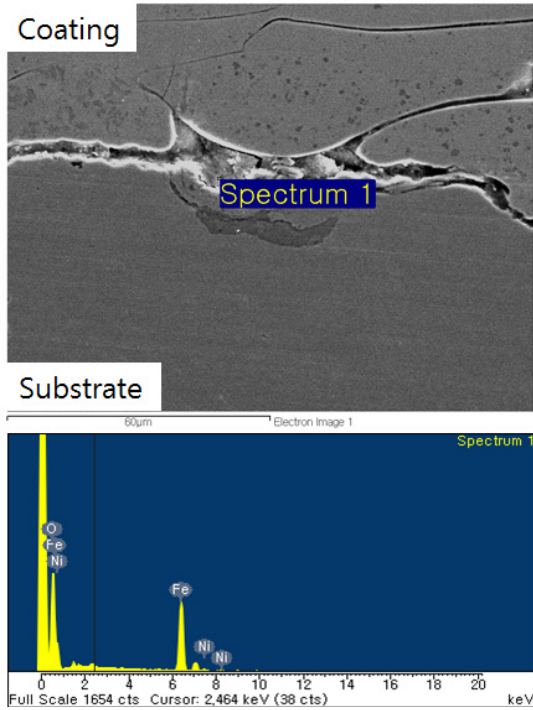 Coating
Spectrum 1
Substrate
60µm
Electron Image 1
Spectrum 1
O
Fe
Ni
Fe
Ni
Ni
0 2 4 6 8 10 12 14 16 18 20
Full Scale 1654 cts Cursor: 2,464 keV (38 cts) keV